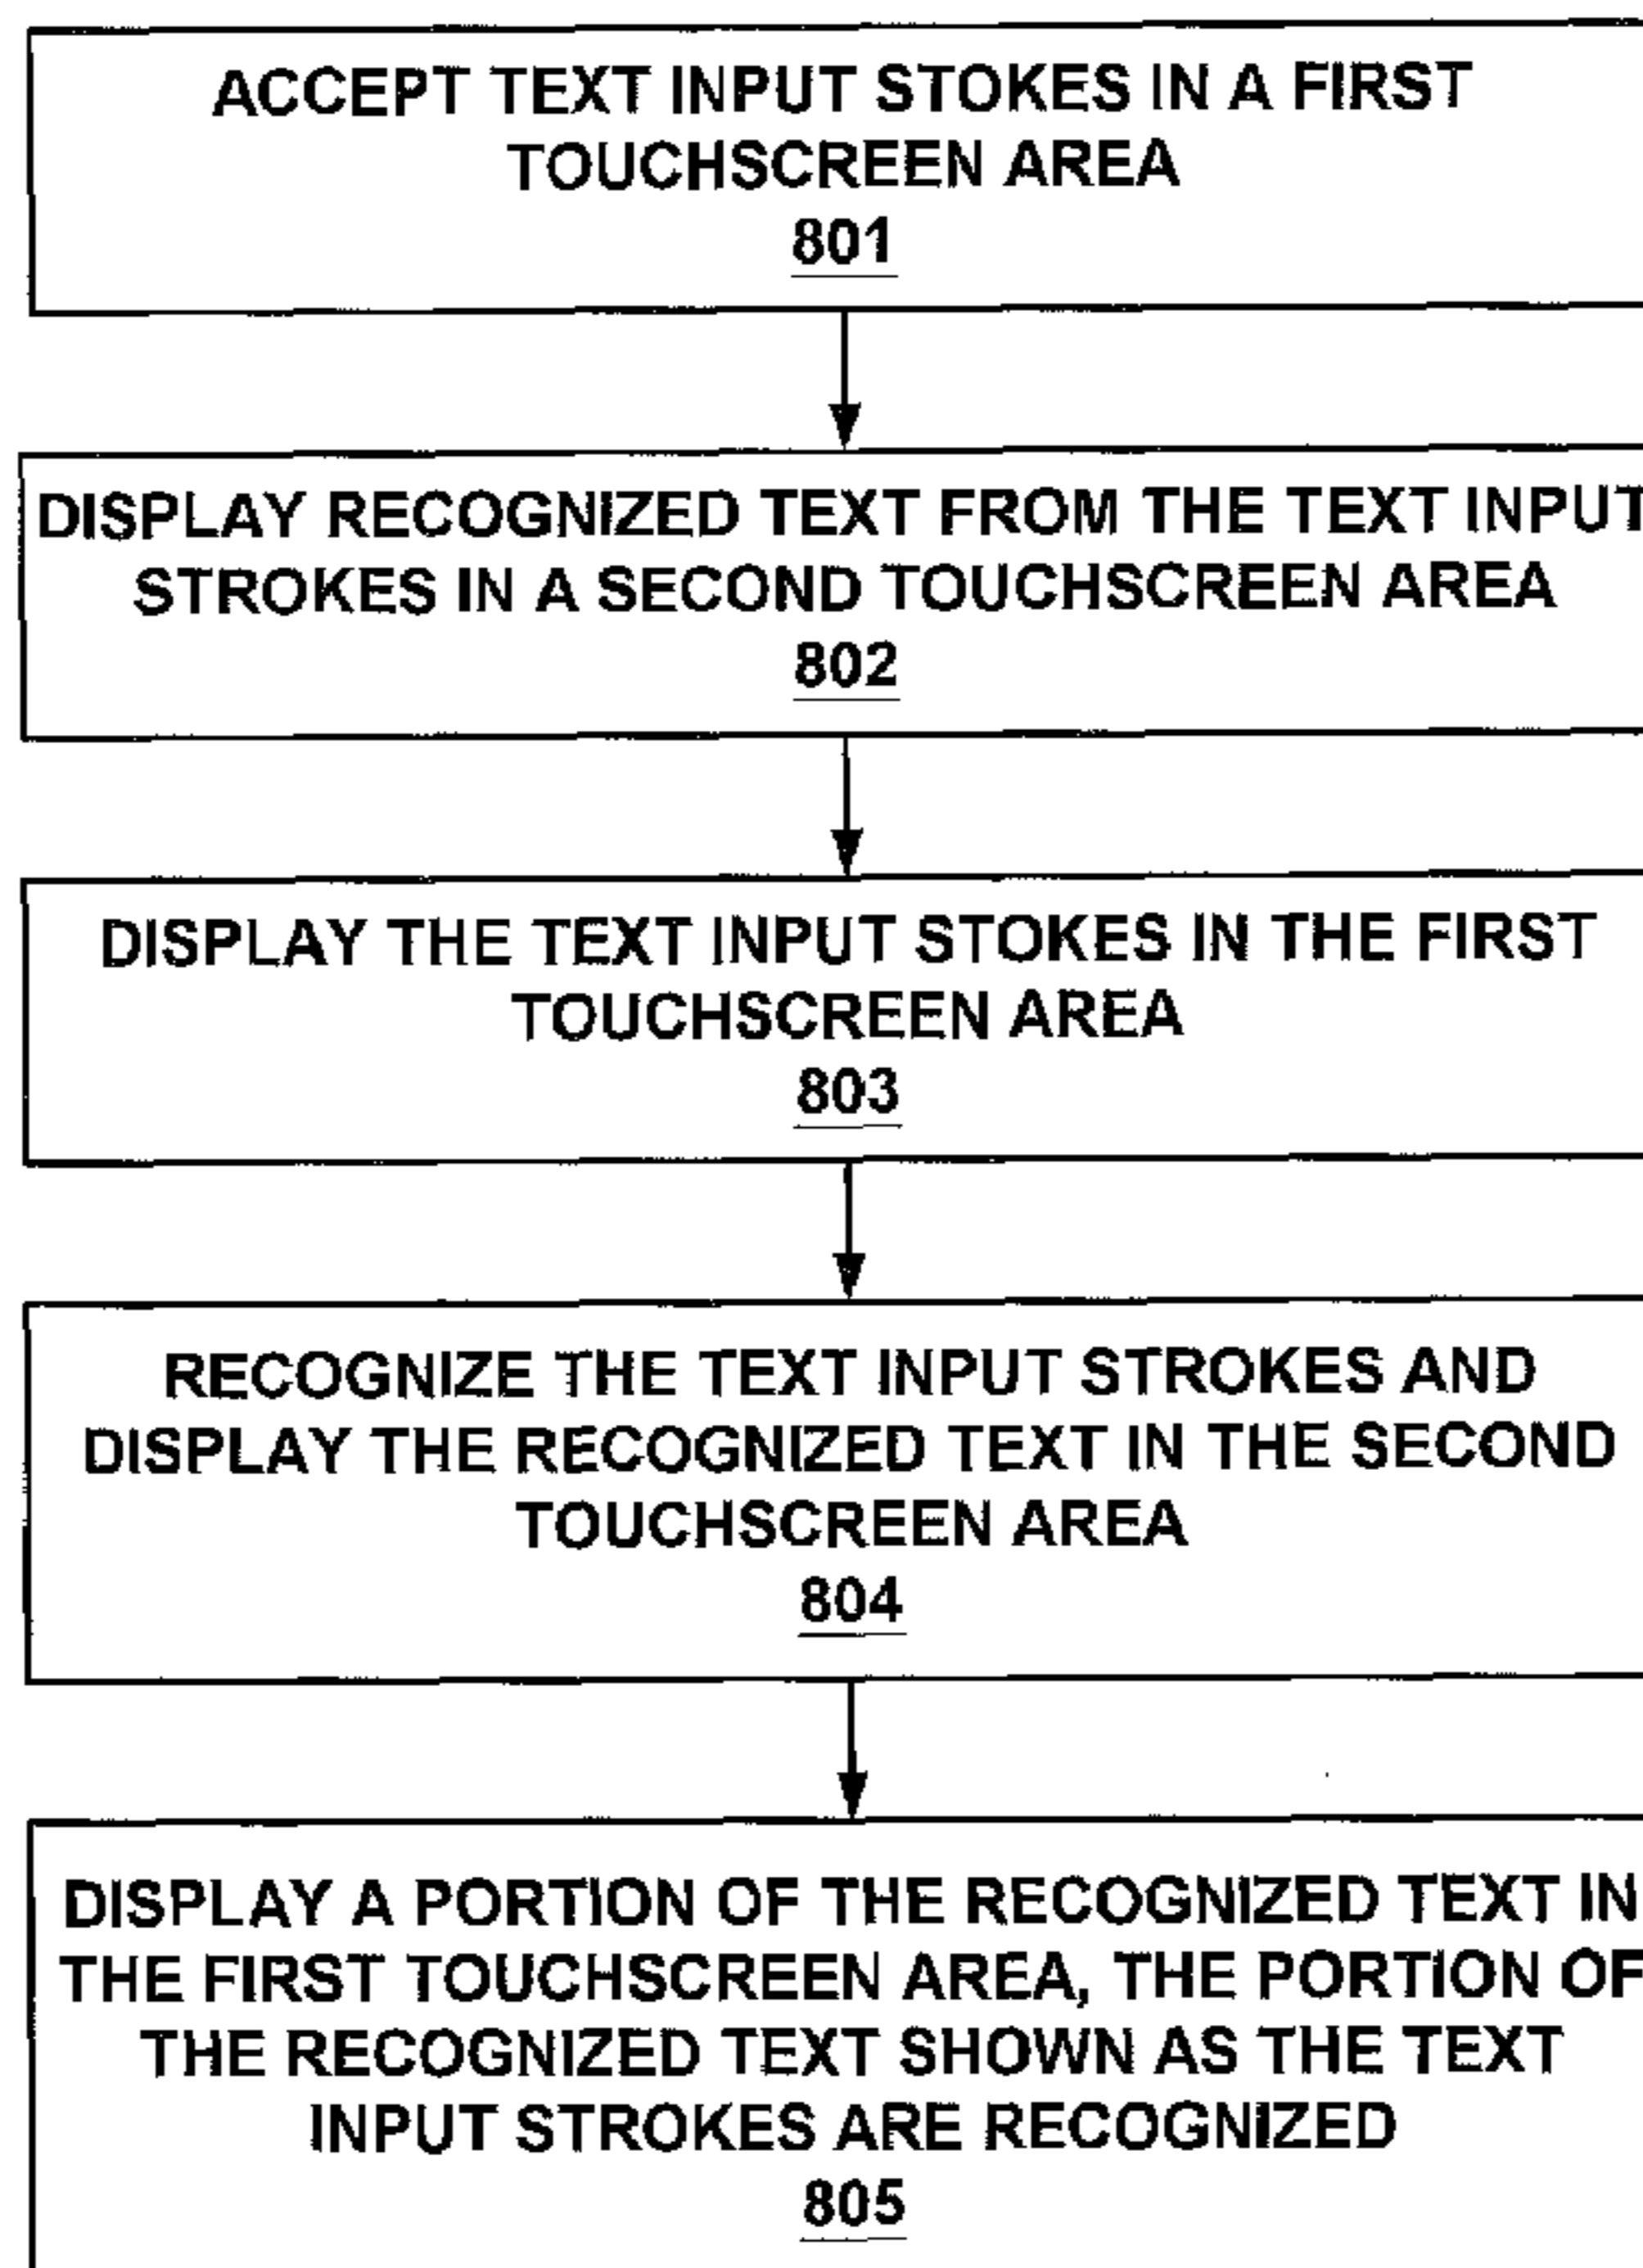 ACCEPT TEXT INPUT STOKES IN A FIRST
TOUCHSCREEN AREA
801
DISPLAY RECOGNIZED TEXT FROM THE TEXT INPUT
STROKES IN A SECOND TOUCHSCREEN AREA
802
DISPLAY THE TEXT INPUT STOKES IN THE FIRST
TOUCHSCREEN AREA
803
RECOGNIZE THE TEXT INPUT STROKES AND
DISPLAY THE RECOGNIZED TEXT IN THE SECOND
TOUCHSCREEN AREA
804
DISPLAY A PORTION OF THE RECOGNIZED TEXT IN
THE FIRST TOUCHSCREEN AREA, THE PORTION OF
THE RECOGNIZED TEXT SHOWN AS THE TEXT
INPUT STROKES ARE RECOGNIZED
805